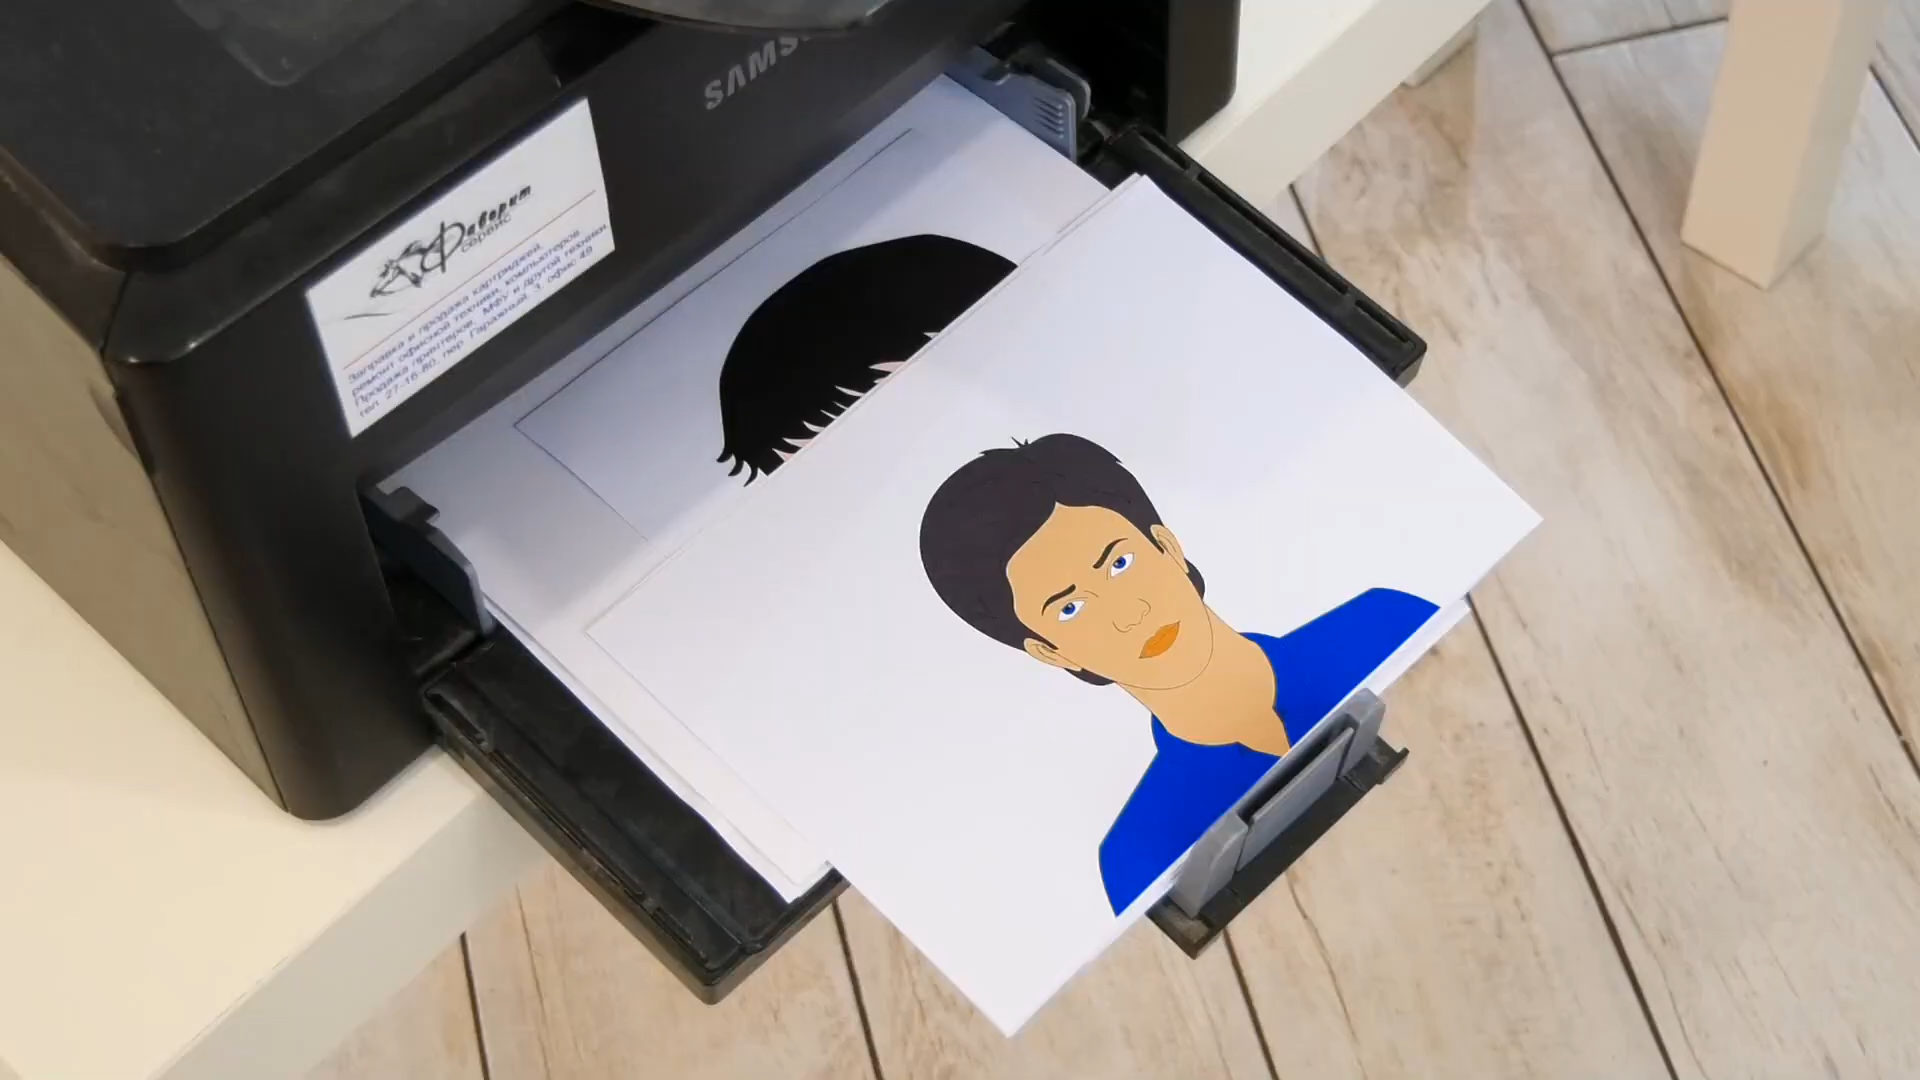 SAMS
Фаворит
сервис
Заправка и продажа картриджей,
ремонт офисной техники, компьютеров
Продажа принтеров, МФУ и другой техники.
тел. 27-16-80, пер. Гаражный, 3, офис 49